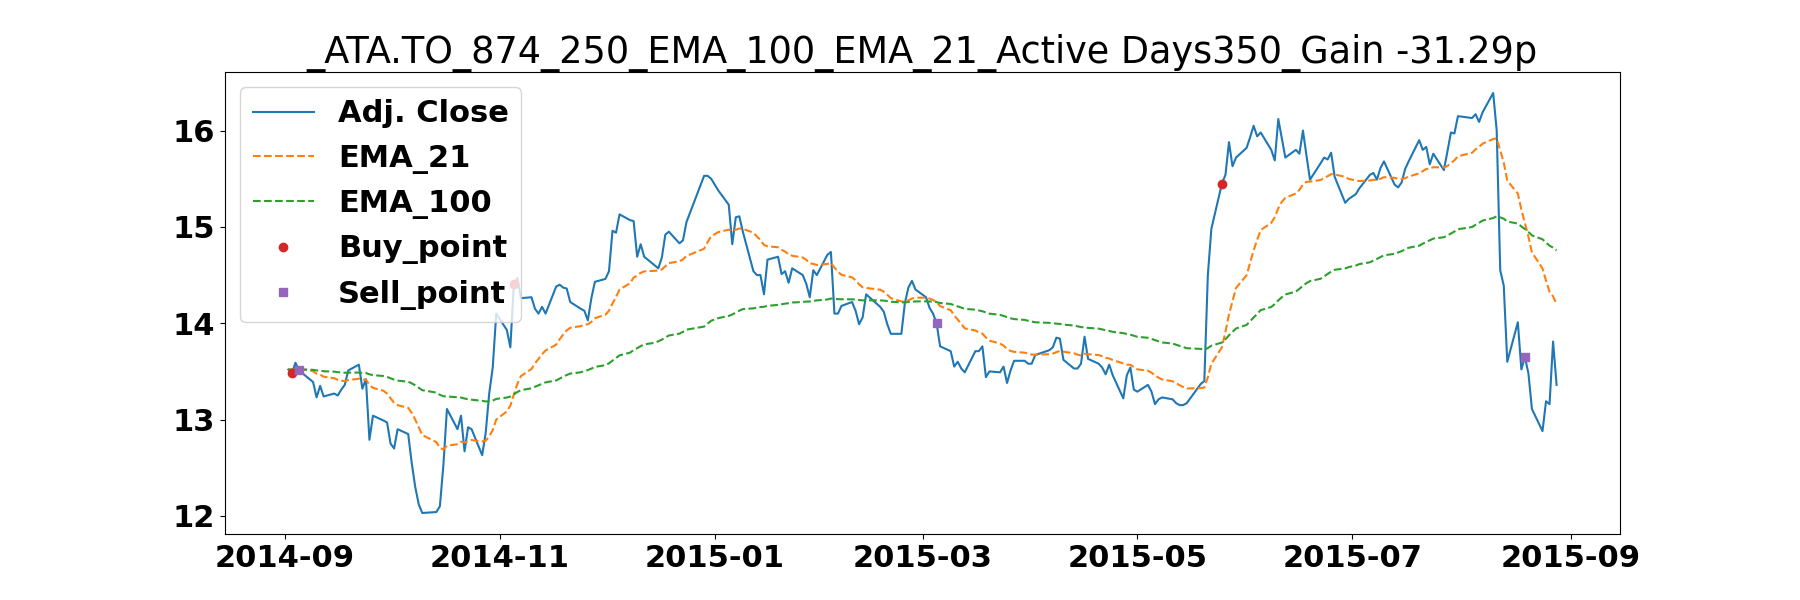 _ATA.TO_874_250_EMA_100_EMA_21_Active Days350_Gain -31.29p
Adj. Close
EMA_21
EMA_100
Buy_point
Sell_point
16
15
14
13
12
2014-09 2014-11 2015-01 2015-03 2015-05 2015-07 2015-09